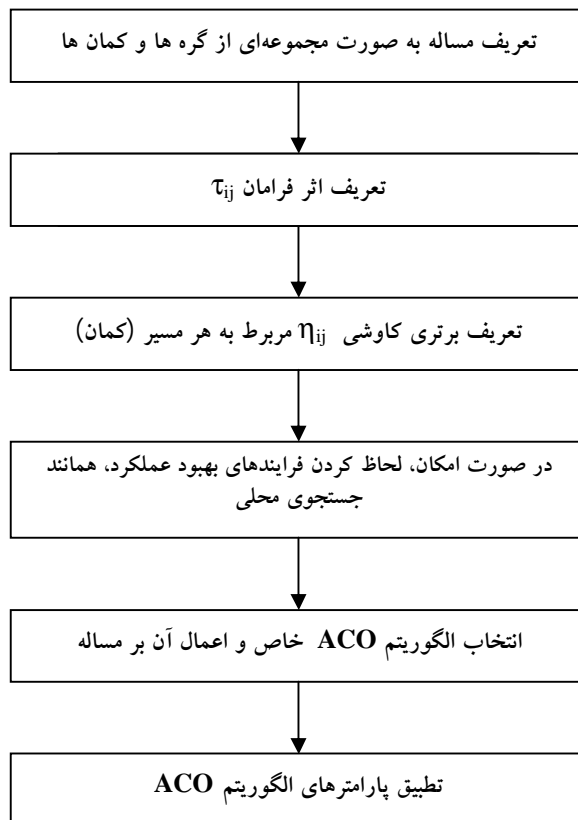 تعریف مساله به صورت مجموعه‌ای از گره ها و کمان ها
تعریف اثر فرامان τij
تعریف برتری کاوشی ηij مربرط به هر مسیر (کمان)
در صورت امکان، لحاظ کردن فرایندهای بهبود عملکرد، همانند
جستجوی محلی
انتخاب الگوریتم ACO خاص و اعمال آن بر مساله
تطبیق پارامترهای الگوریتم ACO